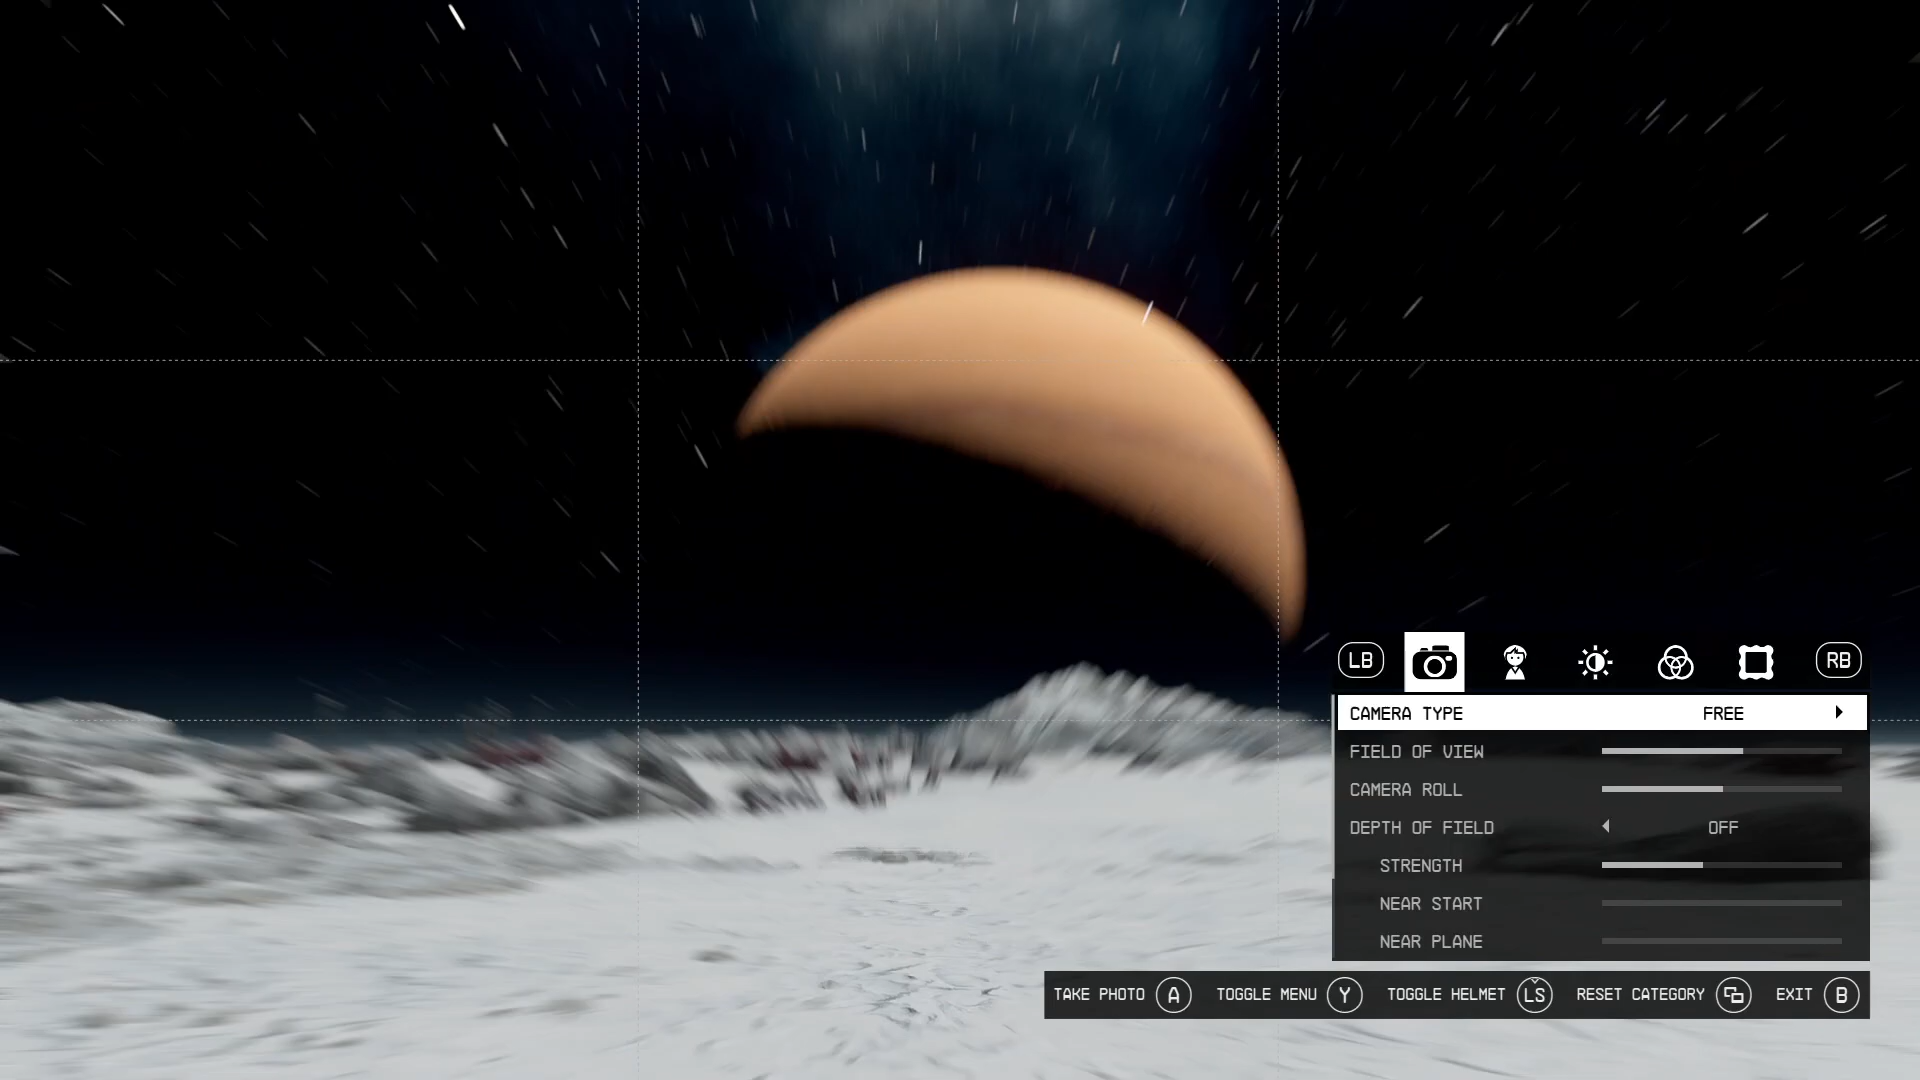 LB RB
CAMERA TYPE FREE
FIELD OF VIEW
CAMERA ROLL
DEPTH OF FIELD OFF
STRENGTH
NEAR START
NEAR PLANE
TAKE PHOTO A TOGGLE MENU Y TOGGLE HELMET LS RESET CATEGORY EXIT B